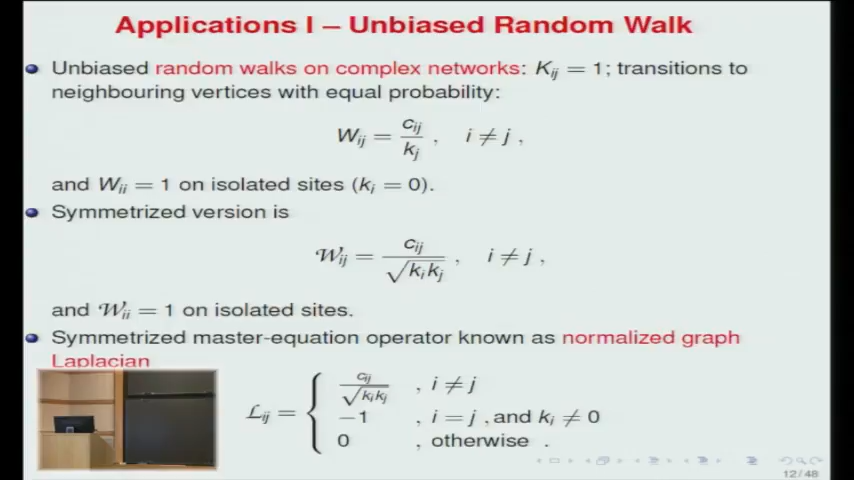 Applications I – Unbiased Random Walk
Unbiased random walks on complex networks: K_ij = 1; transitions to
neighbouring vertices with equal probability:
W_ij = c_ij / k_j , i ≠ j ,
and W_ii = 1 on isolated sites (k_i = 0).
Symmetrized version is
𝒲_ij = c_ij / √(k_i k_j) , i ≠ j ,
and 𝒲_ii = 1 on isolated sites.
Symmetrized master-equation operator known as normalized graph
Laplacian
ℒ_ij = { c_ij / √(k_i k_j) , i ≠ j
−1 , i = j , and k_i ≠ 0
0 , otherwise .
12/48